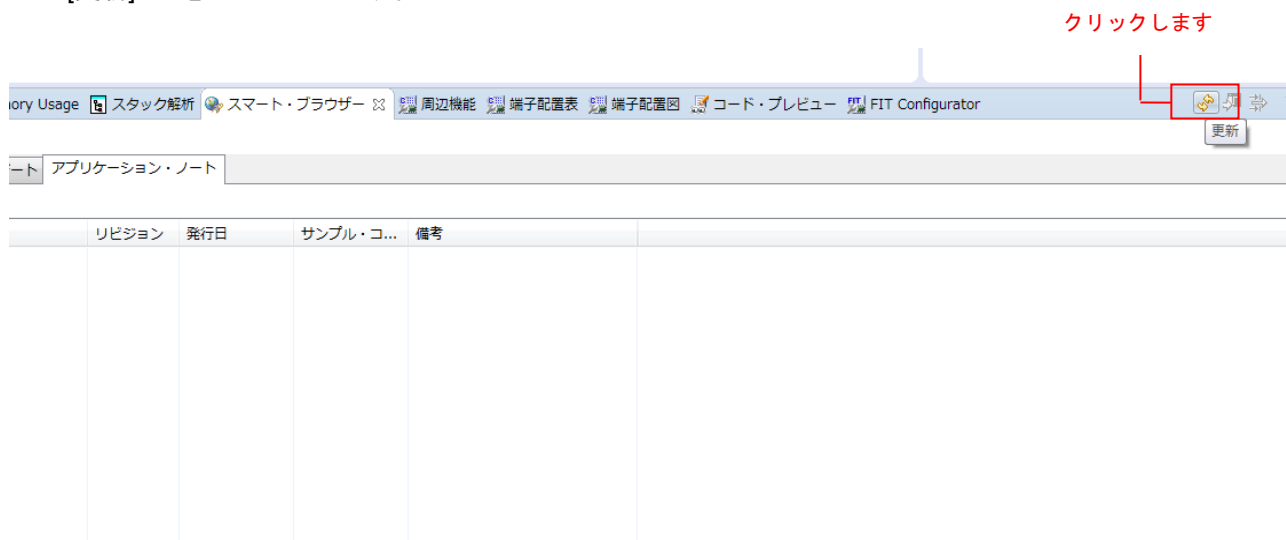 クリックします
nory Usage スタック解析 スマート・ブラウザー 周辺機能 端子配置表 端子配置図 コード・プレビュー FIT Configurator
更新
ート アプリケーション・ノート
リビジョン 発行日 サンプル・コ... 備考